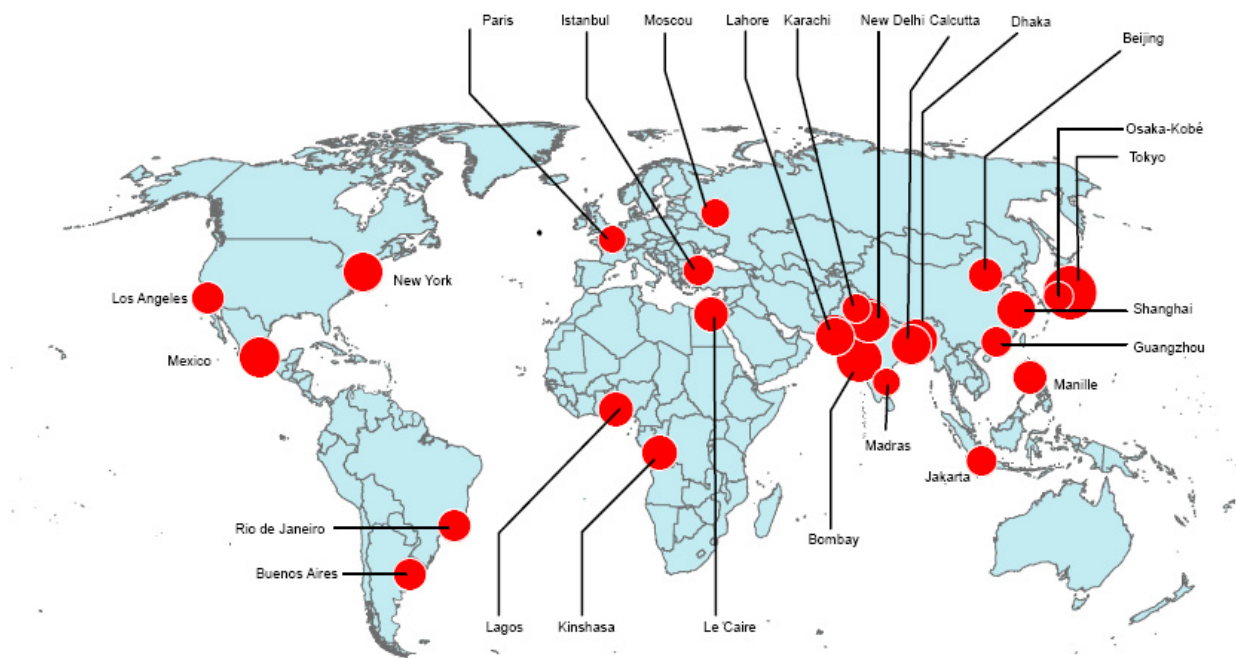 Paris
Istanbul
Moscou
Lahore
Karachi
New Delhi
Calcutta
Dhaka
Beijing
Osaka-Kobé
Tokyo
New York
Los Angeles
Shanghai
Guangzhou
Mexico
Manille
Madras
Jakarta
Rio de Janeiro
Bombay
Buenos Aires
Lagos
Kinshasa
Le Caire